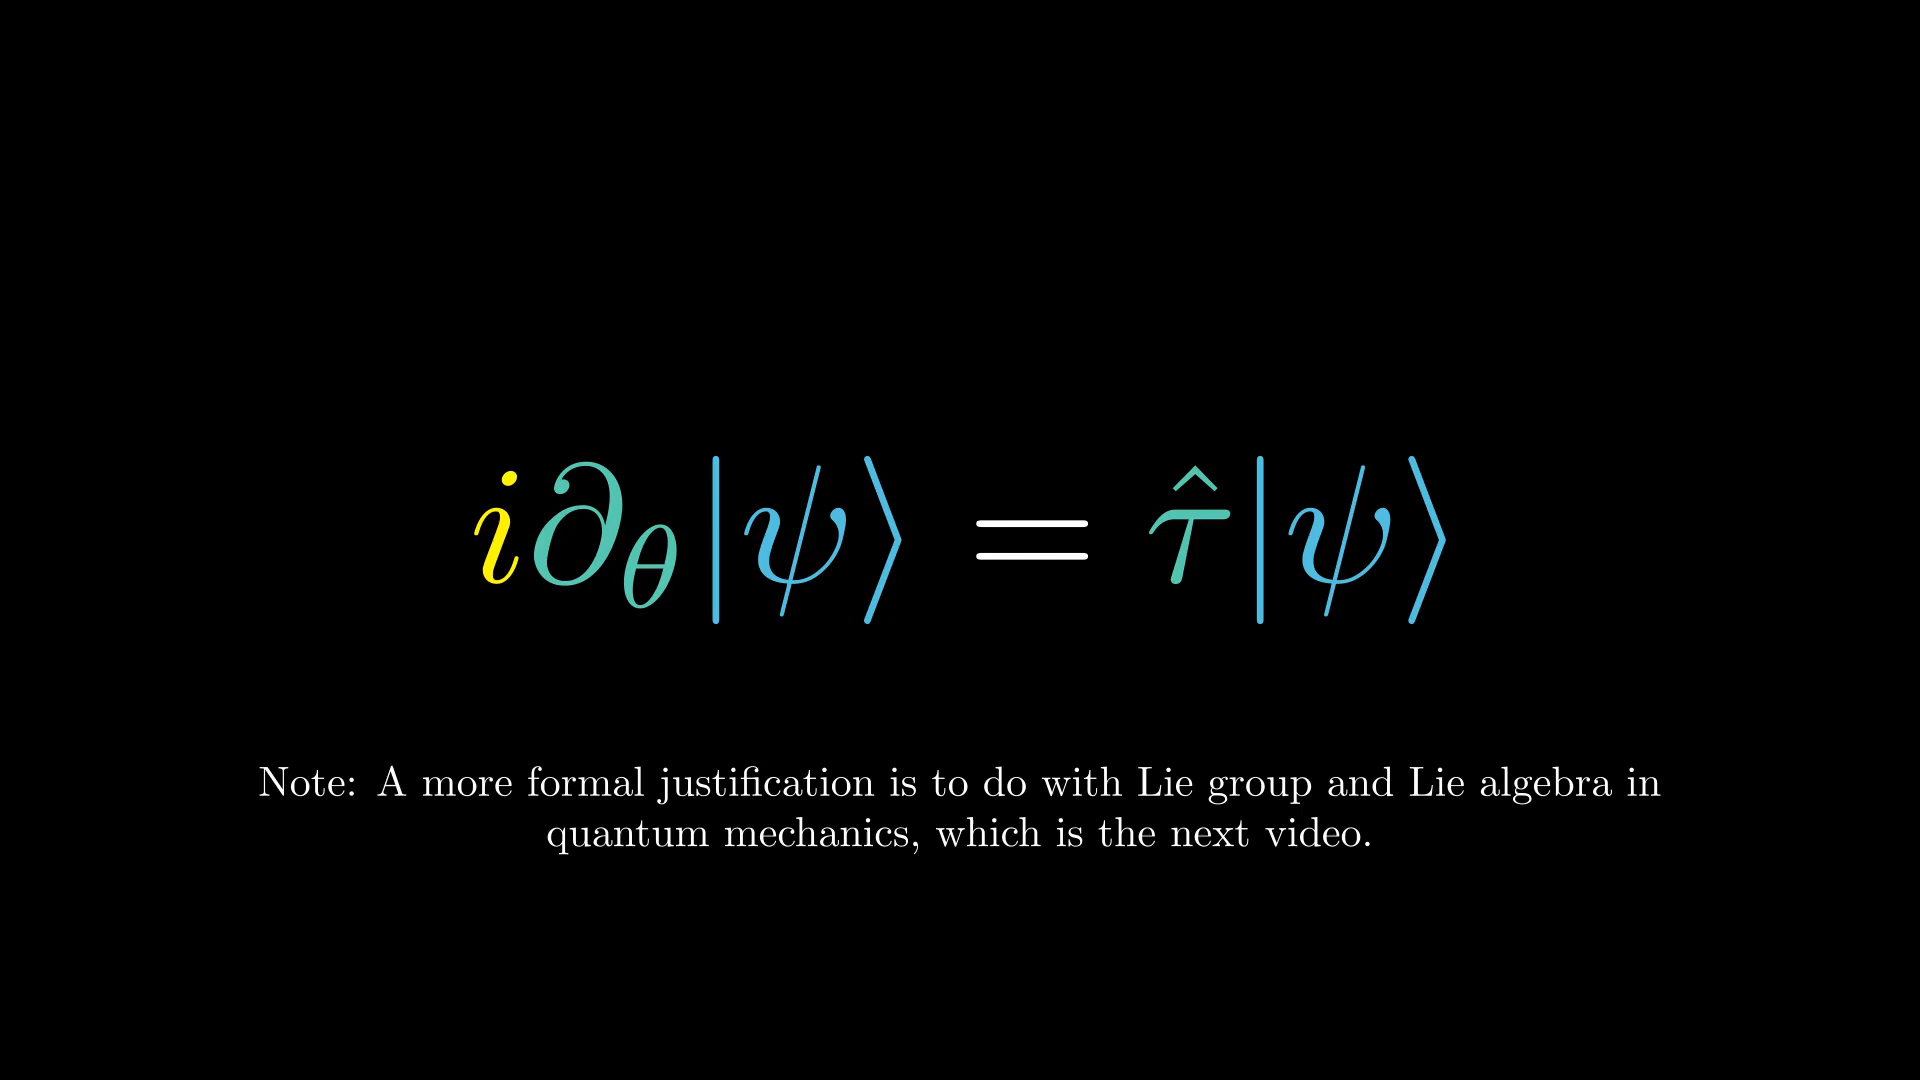 i∂_θ|ψ⟩ = τ̂|ψ⟩
Note: A more formal justification is to do with Lie group and Lie algebra in
quantum mechanics, which is the next video.